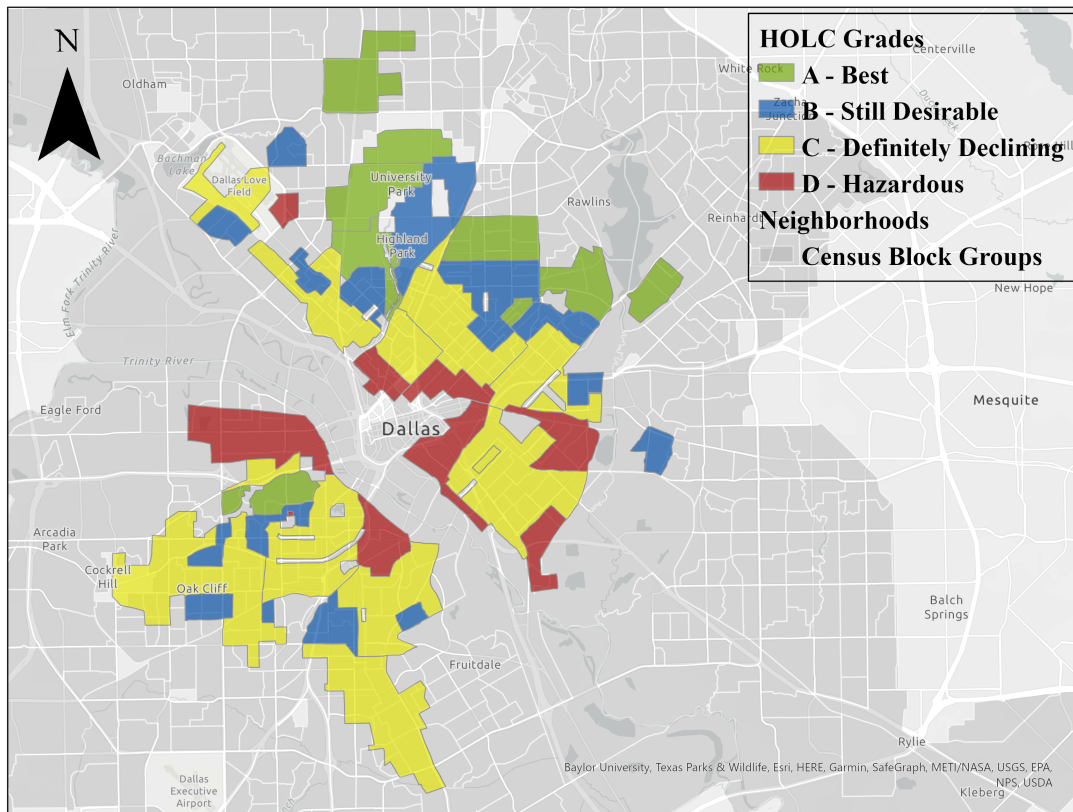 N
HOLC Grades
A - Best
B - Still Desirable
C - Definitely Declining
D - Hazardous
Neighborhoods
Census Block Groups
Centerville
White Rock
Zacha
Junction
Oldham
Bachman
Lake
Dallas Love
Field
University
Park
Rawlins
Reinhardt
Highland
Park
Elm Fork Trinity River
New Hope
Trinity River
Eagle Ford
Mesquite
Dallas
Arcadia
Park
Cockrell
Hill
Oak Cliff
Balch
Springs
Fruitdale
Rylie
Dallas
Executive
Airport
Baylor University, Texas Parks & Wildlife, Esri, HERE, Garmin, SafeGraph, METI/NASA, USGS, EPA,
NPS, USDA
Kleberg